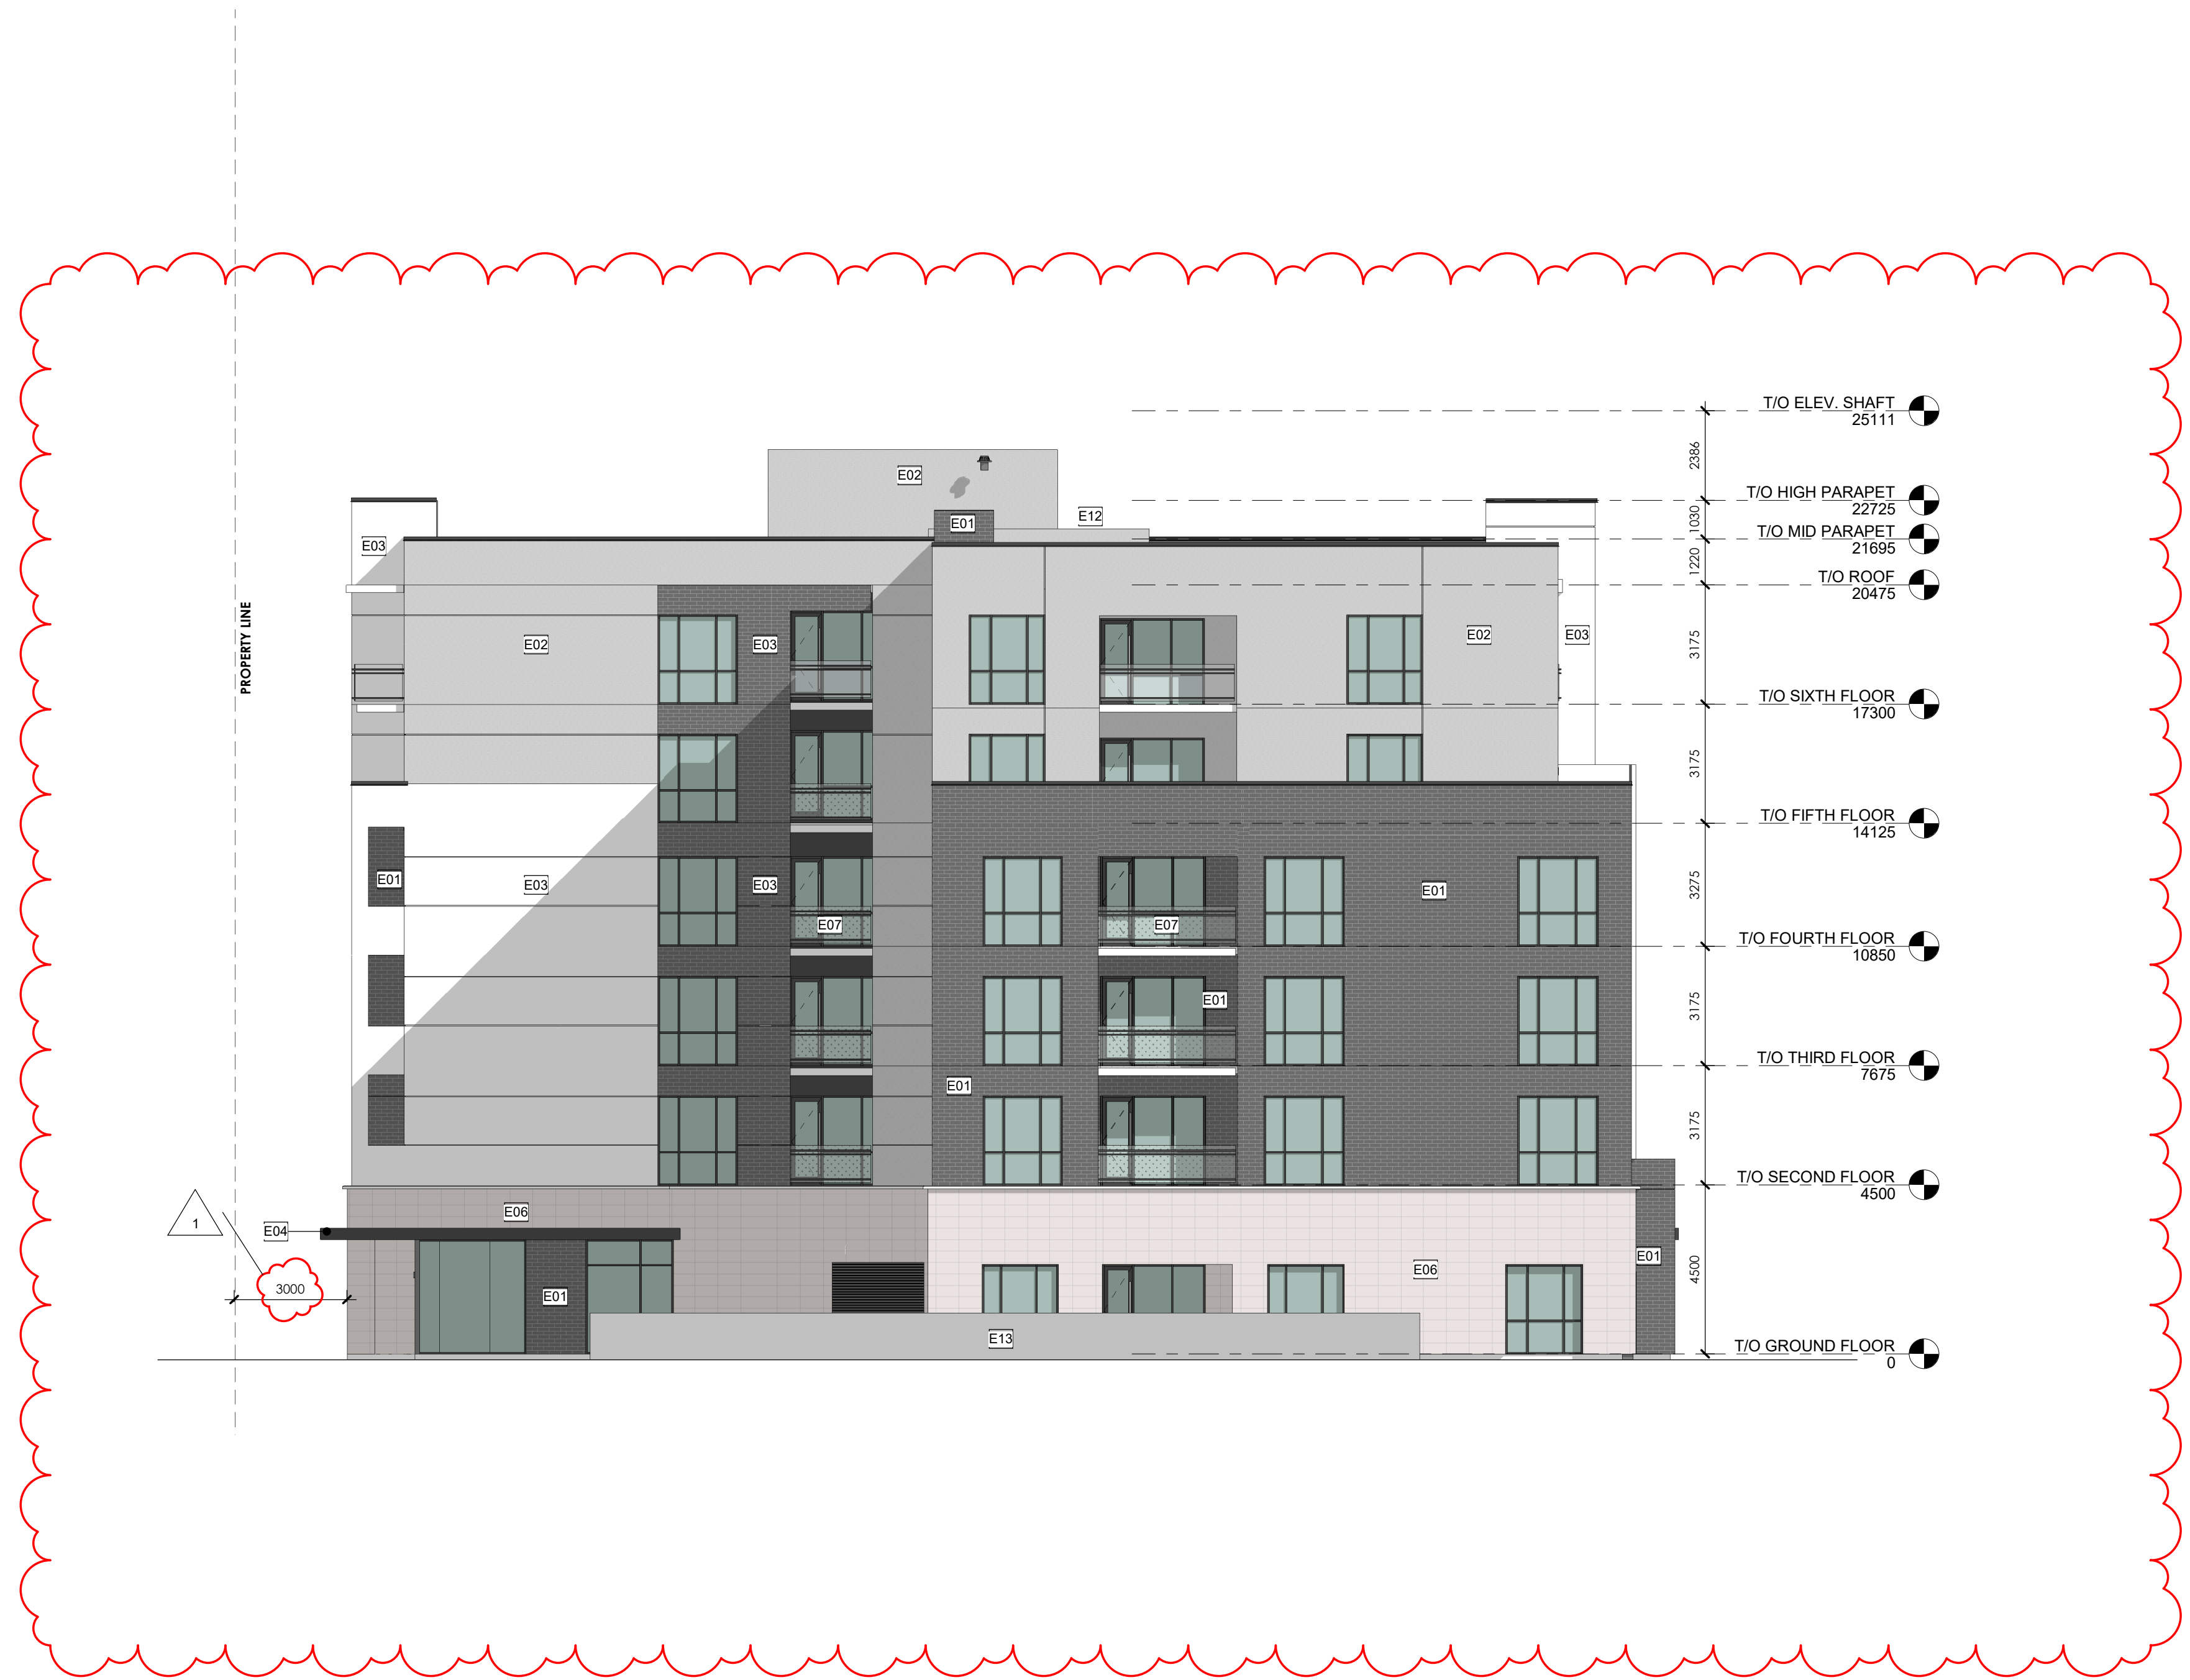 T/O ELEV. SHAFT
25111
2386
E02
T/O HIGH PARAPET
22725
1030
E12
E01
T/O MID PARAPET
21695
E03
1220
T/O ROOF
20475
PROPERTY LINE
E02
E03
E02
E03
3175
T/O SIXTH FLOOR
17300
3175
T/O FIFTH FLOOR
14125
E01
E03
E03
E01
3275
E07
E07
T/O FOURTH FLOOR
10850
E01
3175
T/O THIRD FLOOR
7675
E01
3175
T/O SECOND FLOOR
4500
1
E04
E06
E01
E06
4500
3000
E01
E13
T/O GROUND FLOOR
0